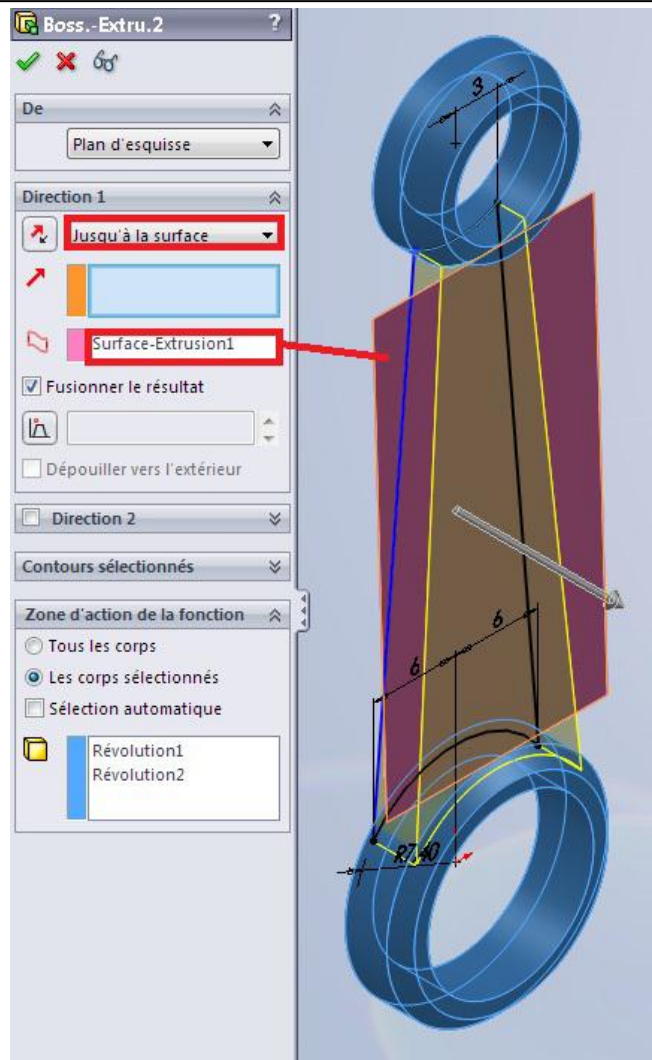 Boss.-Extru.2 ?
De
Plan d'esquisse
Direction 1
Jusqu'à la surface
Surface-Extrusion1
Fusionner le résultat
Dépouiller vers l'extérieur
Direction 2
Contours sélectionnés
Zone d'action de la fonction
Tous les corps
Les corps sélectionnés
Sélection automatique
Révolution1
Révolution2
3
6
6
R7,40